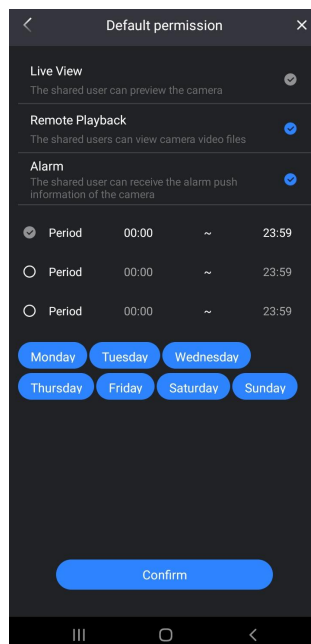 Default permission
Live View
The shared user can preview the camera
Remote Playback
The shared users can view camera video files
Alarm
The shared user can receive the alarm push
information of the camera
Period 00:00 ~ 23:59
Period 00:00 ~ 23:59
Period 00:00 ~ 23:59
Monday Tuesday Wednesday
Thursday Friday Saturday Sunday
Confirm